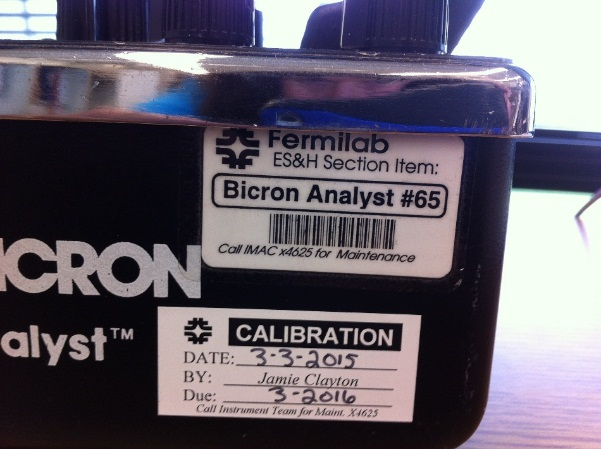 Fermilab
ES&H Section Item:
Bicron Analyst #65
Call IMAC x4625 for Maintenance
ICRON
alyst™
CALIBRATION
DATE: 3-3-2015
BY: Jamie Clayton
Due: 3-2016
Call Instrument Team for Maint. X4625